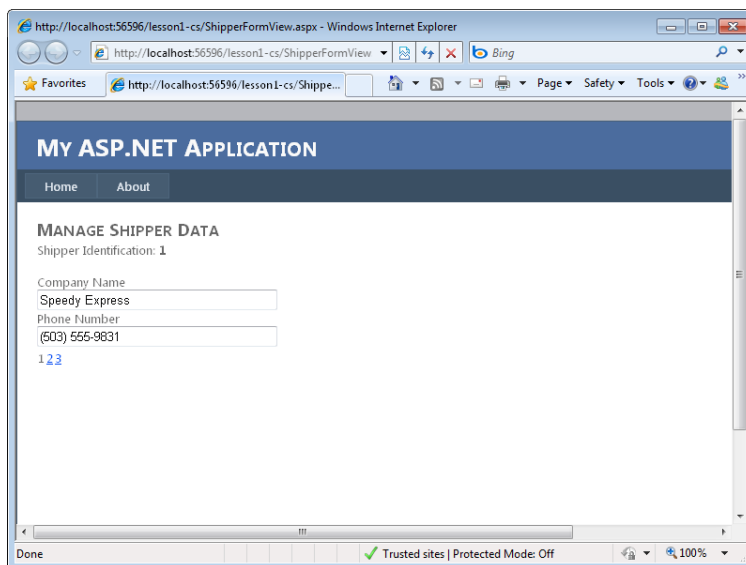 http://localhost:56596/lesson1-cs/ShipperFormView.aspx - Windows Internet Explorer
http://localhost:56596/lesson1-cs/ShipperFormView
Bing
Favorites
http://localhost:56596/lesson1-cs/Shippe...
Page
Safety
Tools
»
MY ASP.NET APPLICATION
Home
About
MANAGE SHIPPER DATA
Shipper Identification: 1
Company Name
Speedy Express
Phone Number
(503) 555-9831
1 2 3
Done
Trusted sites | Protected Mode: Off
100%